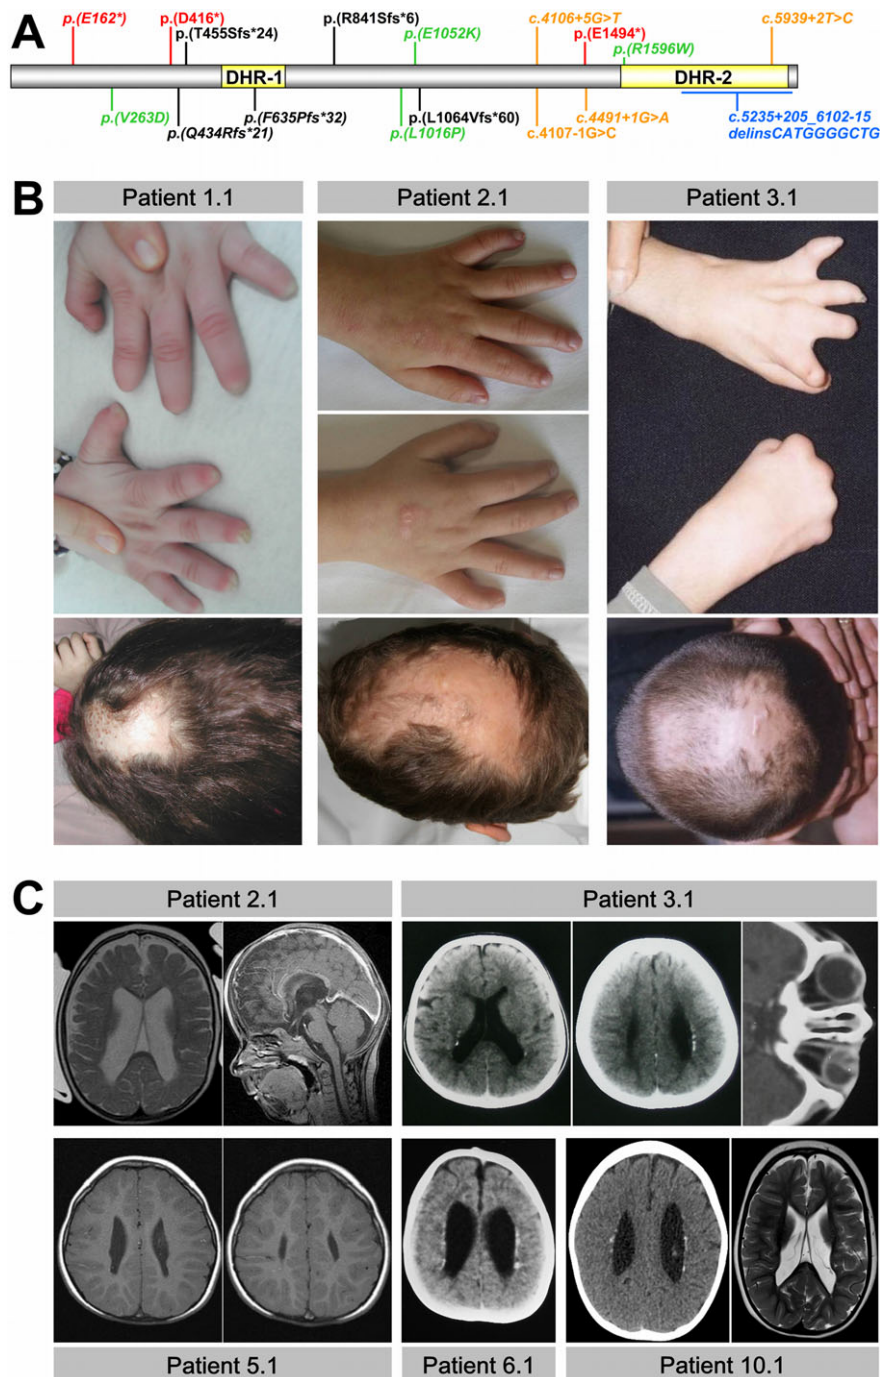 A
p.(E162*)
p.(D416*)
p.(T455Sfs*24)
p.(R841Sfs*6)
p.(E1052K)
c.4106+5G>T
p.(E1494*)
p.(R1596W)
c.5939+2T>C
DHR-1
DHR-2
p.(V263D)
p.(Q434Rfs*21)
p.(F635Pfs*32)
p.(L1016P)
p.(L1064Vfs*60)
c.4107-1G>C
c.4491+1G>A
c.5235+205_6102-15
delinsCATGGGGCTG
B
Patient 1.1
Patient 2.1
Patient 3.1
C
Patient 2.1
Patient 3.1
Patient 5.1
Patient 6.1
Patient 10.1